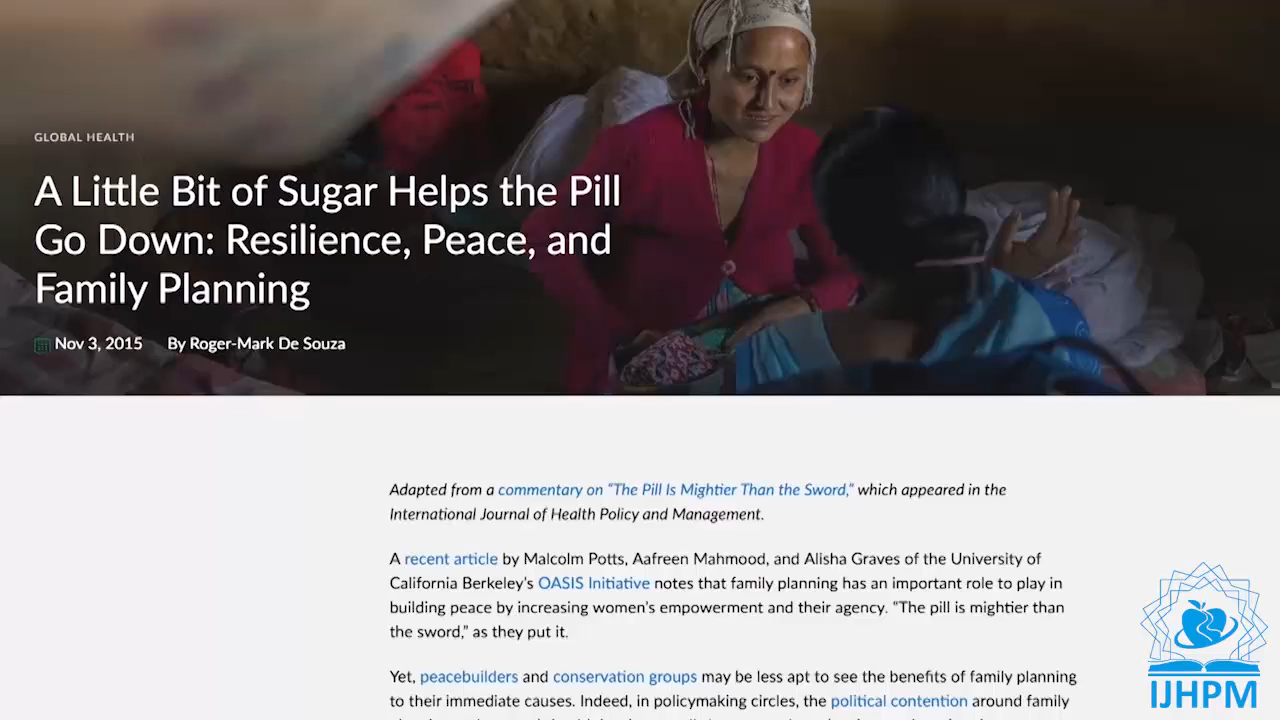 GLOBAL HEALTH
A Little Bit of Sugar Helps the Pill
Go Down: Resilience, Peace, and
Family Planning
Nov 3, 2015 By Roger-Mark De Souza
Adapted from a commentary on “The Pill Is Mightier Than the Sword,” which appeared in the
International Journal of Health Policy and Management.
A recent article by Malcolm Potts, Aafreen Mahmood, and Alisha Graves of the University of
California Berkeley’s OASIS Initiative notes that family planning has an important role to play in
building peace by increasing women’s empowerment and their agency. “The pill is mightier than
the sword,” as they put it.
Yet, peacebuilders and conservation groups may be less apt to see the benefits of family planning
to their immediate causes. Indeed, in policymaking circles, the political contention around family
IJHPM